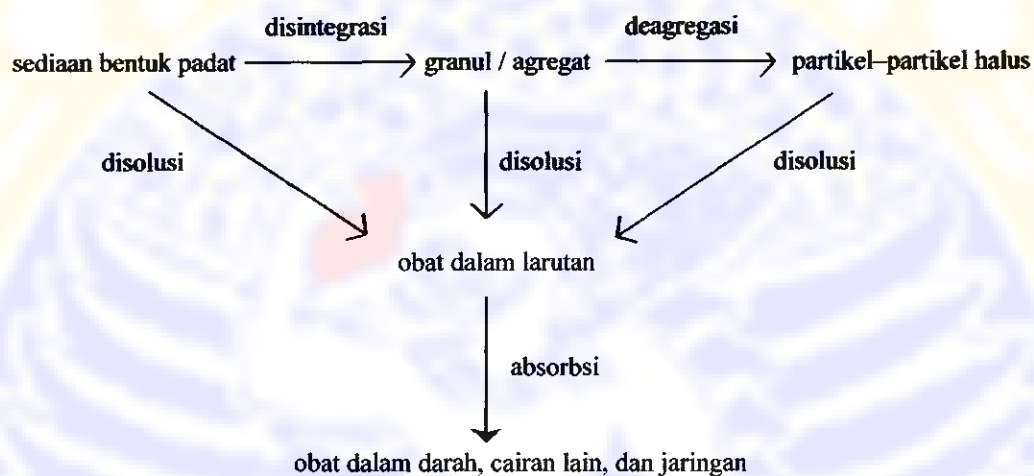 disintegrasi deagregasi
sediaan bentuk padat granul / agregat partikel–partikel halus
disolusi disolusi disolusi
obat dalam larutan
absorbsi
obat dalam darah, cairan lain, dan jaringan